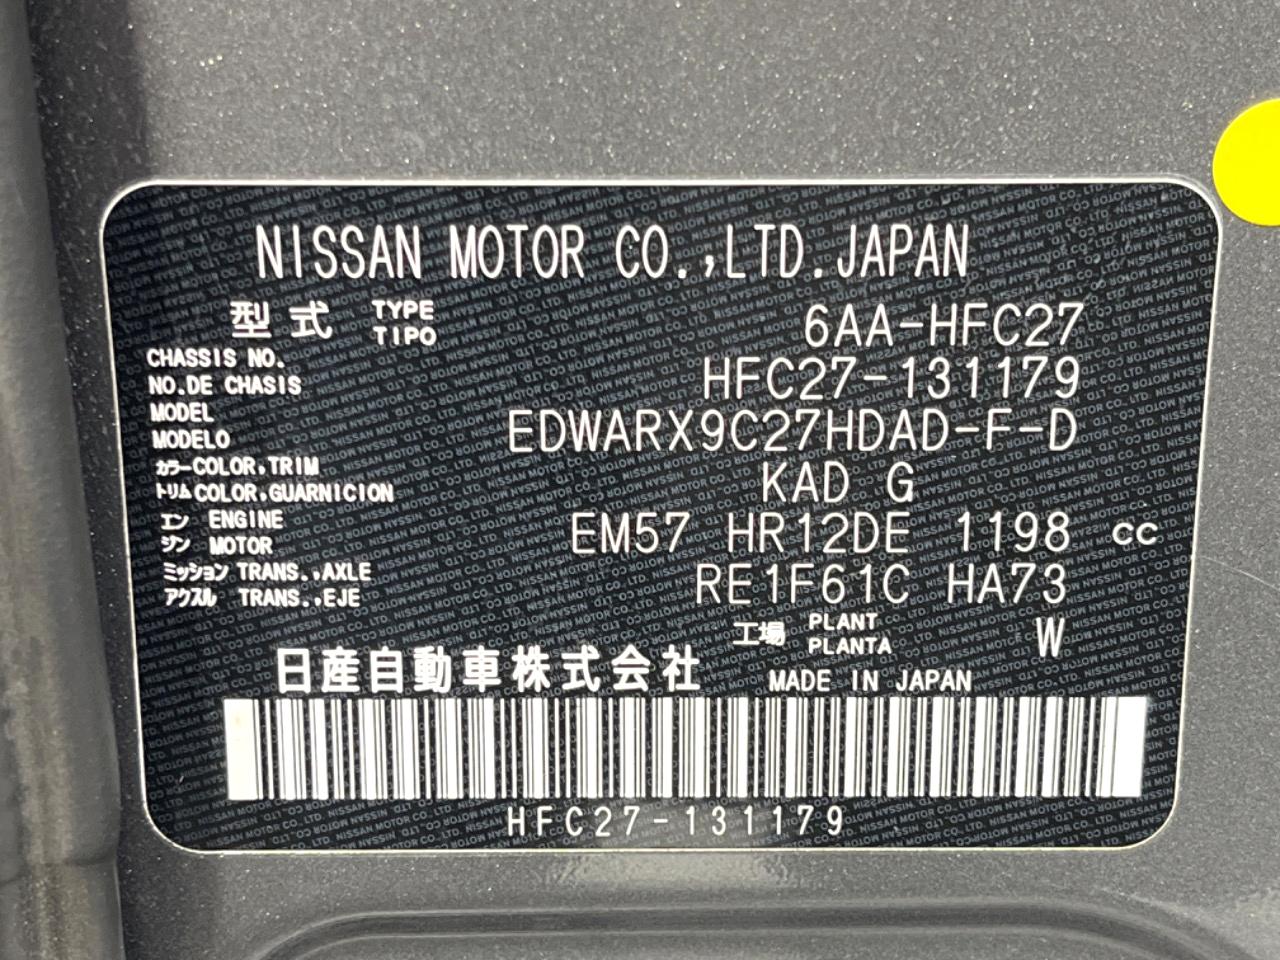 NISSAN MOTOR CO.,LTD.JAPAN
型式 TYPE TIPO 6AA-HFC27
CHASSIS NO. NO.DE CHASIS HFC27-131179
MODEL MODELO EDWARX9C27HDAD-F-D
カラー COLOR,TRIM
トリム COLOR,GUARNICION KAD G
エンジン ENGINE MOTOR EM57 HR12DE 1198 cc
ミッション TRANS.,AXLE
アクスル TRANS.,EJE RE1F61C HA73
工場 PLANT PLANTA W
日産自動車株式会社 MADE IN JAPAN
HFC27-131179